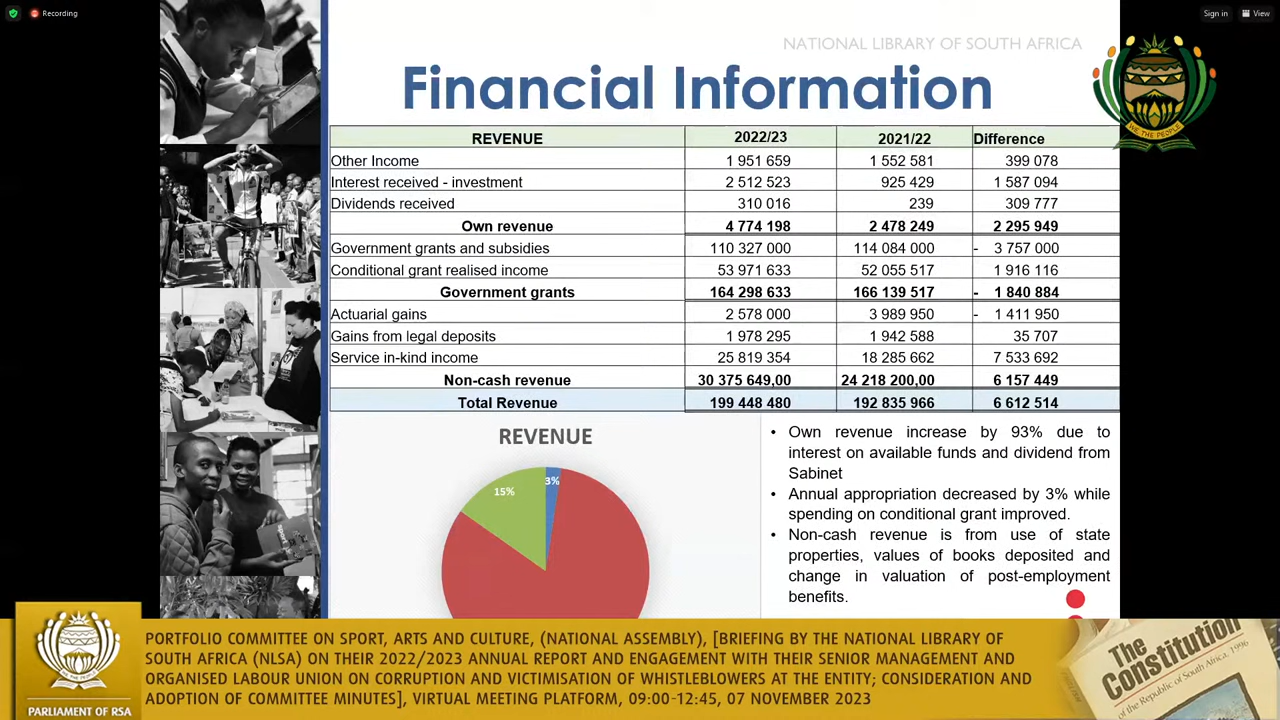 Recording
Sign in
View
NATIONAL LIBRARY OF SOUTH AFRICA
Financial Information
REVENUE 2022/23 2021/22 Difference
Other Income 1 951 659 1 552 581 399 078
Interest received - investment 2 512 523 925 429 1 587 094
Dividends received 310 016 239 309 777
Own revenue 4 774 198 2 478 249 2 295 949
Government grants and subsidies 110 327 000 114 084 000 - 3 757 000
Conditional grant realised income 53 971 633 52 055 517 1 916 116
Government grants 164 298 633 166 139 517 - 1 840 884
Actuarial gains 2 578 000 3 989 950 - 1 411 950
Gains from legal deposits 1 978 295 1 942 588 35 707
Service in-kind income 25 819 354 18 285 662 7 533 692
Non-cash revenue 30 375 649,00 24 218 200,00 6 157 449
Total Revenue 199 448 480 192 835 966 6 612 514
REVENUE
15%
3%
• Own revenue increase by 93% due to
interest on available funds and dividend from
Sabinet
• Annual appropriation decreased by 3% while
spending on conditional grant improved.
• Non-cash revenue is from use of state
properties, values of books deposited and
change in valuation of post-employment
benefits.
WE THE PEOPLE
PORTFOLIO COMMITTEE ON SPORT, ARTS AND CULTURE, (NATIONAL ASSEMBLY), [BRIEFING BY THE NATIONAL LIBRARY OF
SOUTH AFRICA (NLSA) ON THEIR 2022/2023 ANNUAL REPORT AND ENGAGEMENT WITH THEIR SENIOR MANAGEMENT AND
ORGANISED LABOUR UNION ON CORRUPTION AND VICTIMISATION OF WHISTLEBLOWERS AT THE ENTITY; CONSIDERATION AND
ADOPTION OF COMMITTEE MINUTES], VIRTUAL MEETING PLATFORM, 09:00-12:45, 07 NOVEMBER 2023
PARLIAMENT OF RSA
The
Constitution
of the Republic of South Africa, 1996